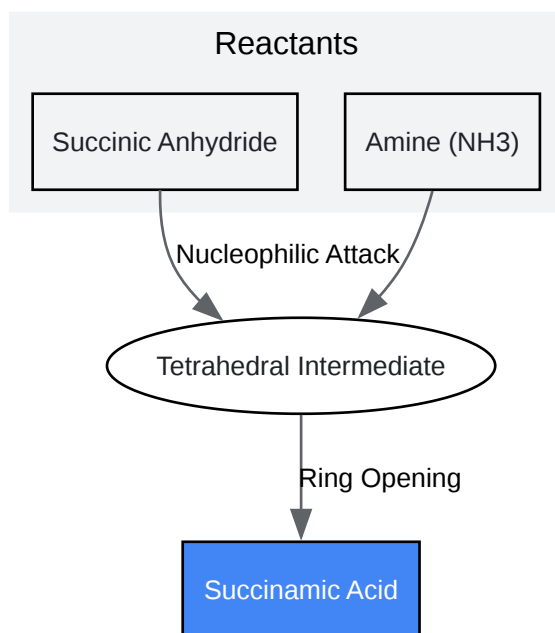 Reactants
Succinic Anhydride
Amine (NH3)
Nucleophilic Attack
Tetrahedral Intermediate
Ring Opening
Succinamic Acid